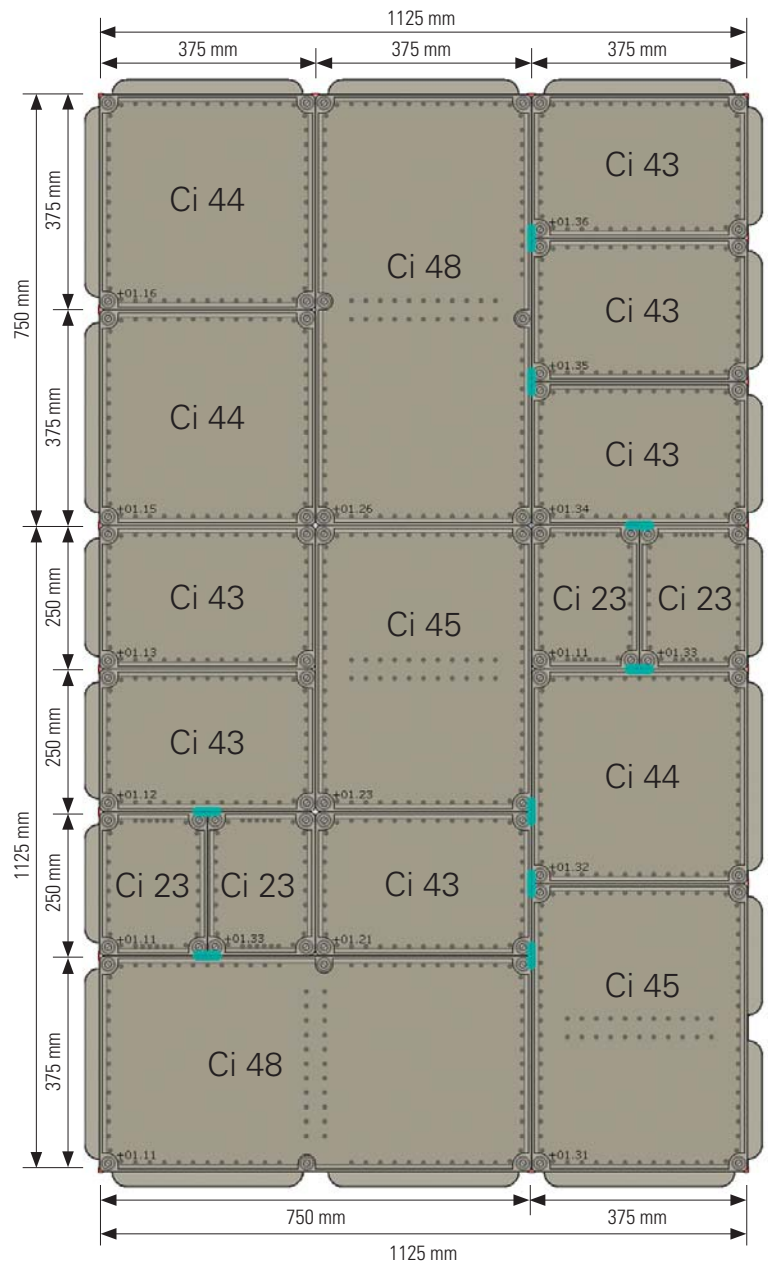 1125 mm
375 mm 375 mm 375 mm
375 mm
750 mm
375 mm
250 mm
250 mm
1125 mm
250 mm
375 mm
Ci 44
Ci 48
Ci 43
+01.36
+01.16
Ci 43
+01.35
Ci 44
Ci 43
+01.15
+01.26
+01.34
Ci 43
Ci 45
Ci 23 Ci 23
+01.13
+01.11
+01.33
Ci 43
Ci 44
+01.12
+01.23
+01.32
Ci 23 Ci 23
Ci 43
+01.11
+01.33
+01.21
Ci 45
Ci 48
+01.11
+01.31
750 mm 375 mm
1125 mm